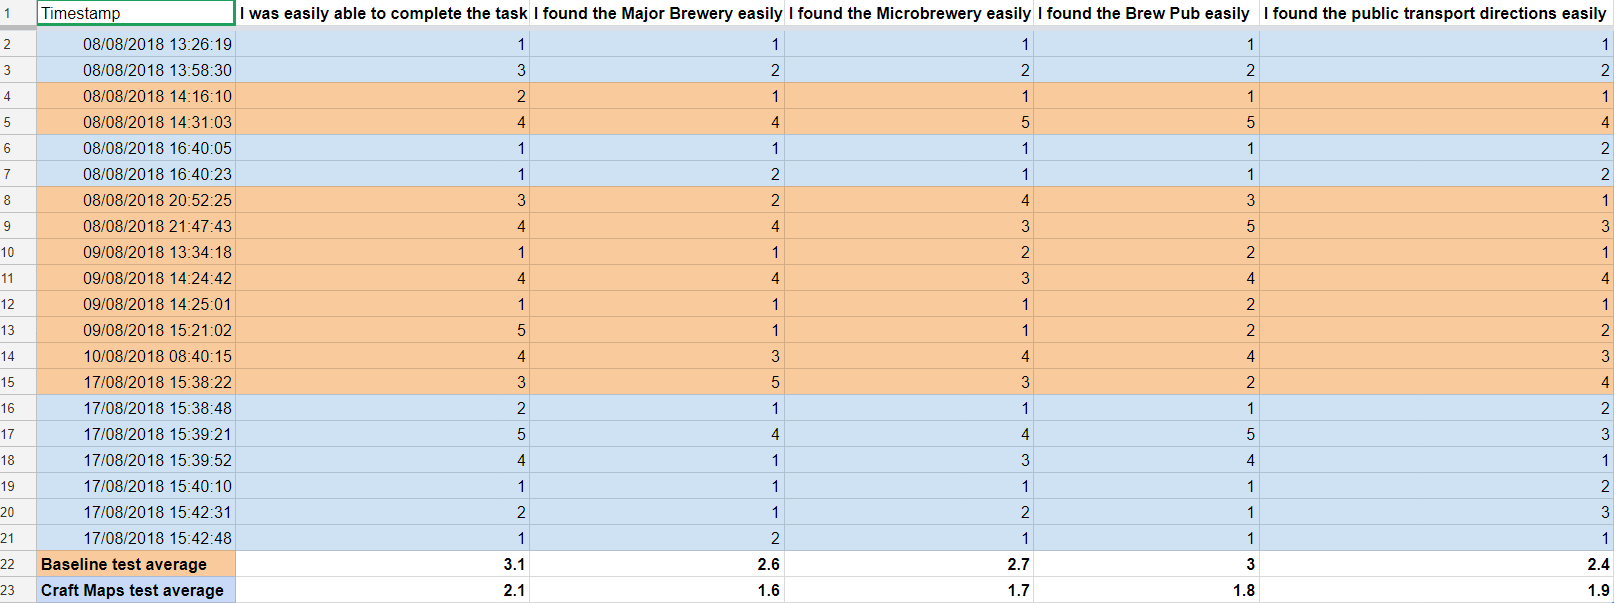 1 Timestamp I was easily able to complete the task I found the Major Brewery easily I found the Microbrewery easily I found the Brew Pub easily I found the public transport directions easily
2 08/08/2018 13:26:19 1 1 1 1 1
3 08/08/2018 13:58:30 3 2 2 2 2
4 08/08/2018 14:16:10 2 1 1 1 1
5 08/08/2018 14:31:03 4 4 5 5 4
6 08/08/2018 16:40:05 1 1 1 1 2
7 08/08/2018 16:40:23 1 2 1 1 2
8 08/08/2018 20:52:25 3 2 4 3 1
9 08/08/2018 21:47:43 4 4 3 5 3
10 09/08/2018 13:34:18 1 1 2 2 1
11 09/08/2018 14:24:42 4 4 3 4 4
12 09/08/2018 14:25:01 1 1 1 2 1
13 09/08/2018 15:21:02 5 1 1 2 2
14 10/08/2018 08:40:15 4 3 4 4 3
15 17/08/2018 15:38:22 3 5 3 2 4
16 17/08/2018 15:38:48 2 1 1 1 2
17 17/08/2018 15:39:21 5 4 4 5 3
18 17/08/2018 15:39:52 4 1 3 4 1
19 17/08/2018 15:40:10 1 1 1 1 2
20 17/08/2018 15:42:31 2 1 2 1 3
21 17/08/2018 15:42:48 1 2 1 1 1
22 Baseline test average 3.1 2.6 2.7 3 2.4
23 Craft Maps test average 2.1 1.6 1.7 1.8 1.9